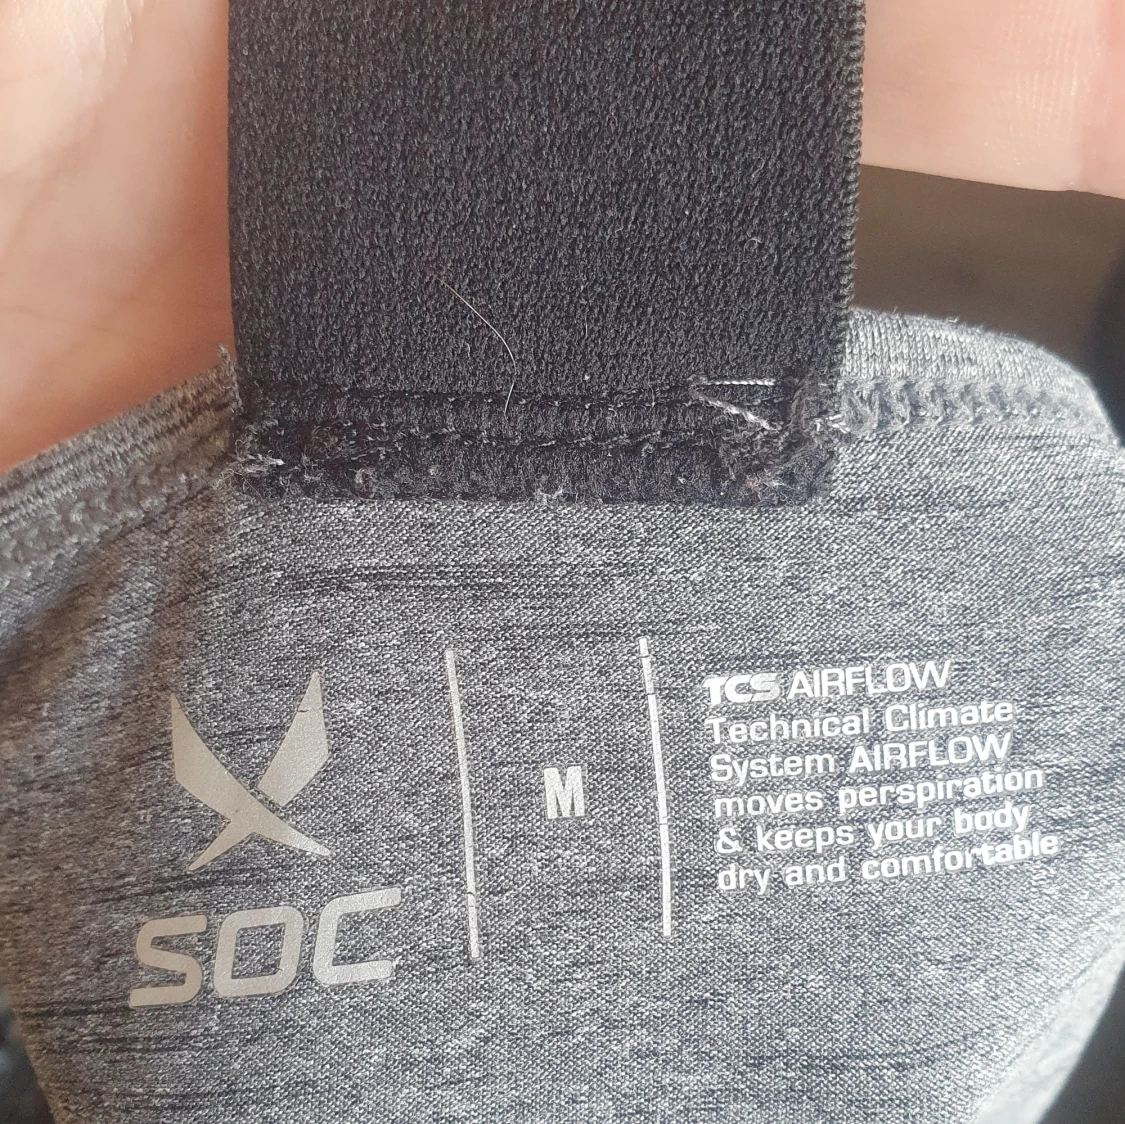 SOC
M
TCS AIRFLOW
Technical Climate
System AIRFLOW
moves perspiration
& keeps your body
dry and comfortable